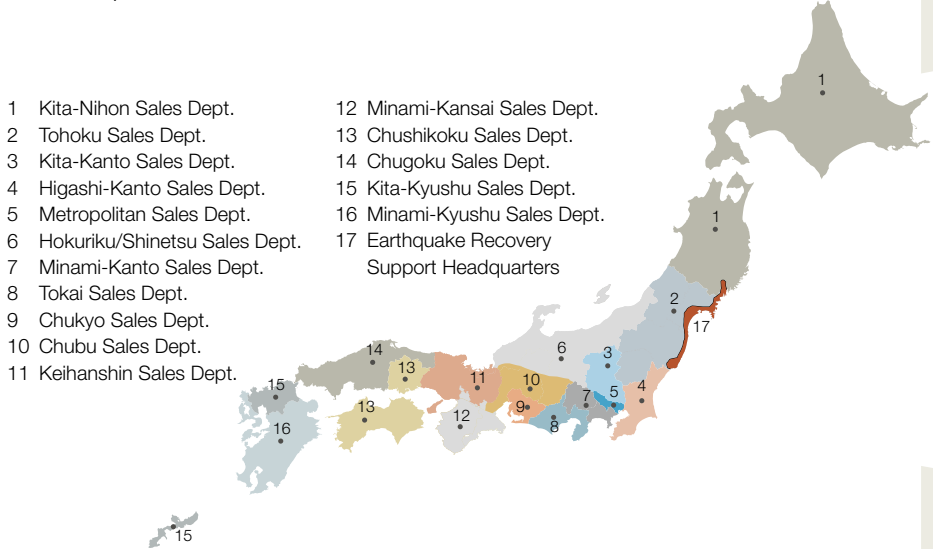 1 Kita-Nihon Sales Dept.
2 Tohoku Sales Dept.
3 Kita-Kanto Sales Dept.
4 Higashi-Kanto Sales Dept.
5 Metropolitan Sales Dept.
6 Hokuriku/Shinetsu Sales Dept.
7 Minami-Kanto Sales Dept.
8 Tokai Sales Dept.
9 Chukyo Sales Dept.
10 Chubu Sales Dept.
11 Keihanshin Sales Dept.
12 Minami-Kansai Sales Dept.
13 Chushikoku Sales Dept.
14 Chugoku Sales Dept.
15 Kita-Kyushu Sales Dept.
16 Minami-Kyushu Sales Dept.
17 Earthquake Recovery
Support Headquarters
1
1
2
17
6
3
14
13
11
10
15
7
5
4
13
12
9
8
16
15